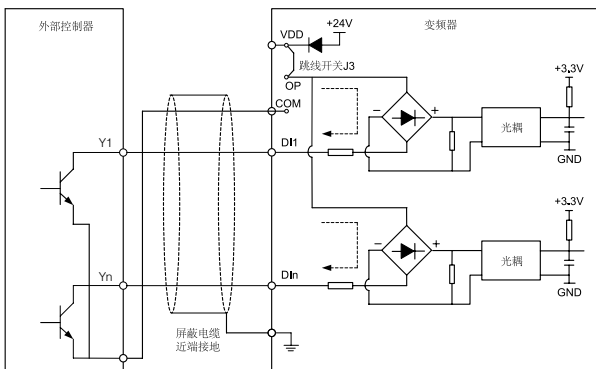 外部控制器
变频器
VDD
+24V
跳线开关J3
OP
COM
+3.3V
Y1
DI1
光耦
GND
+3.3V
Yn
DIn
光耦
GND
屏蔽电缆
近端接地